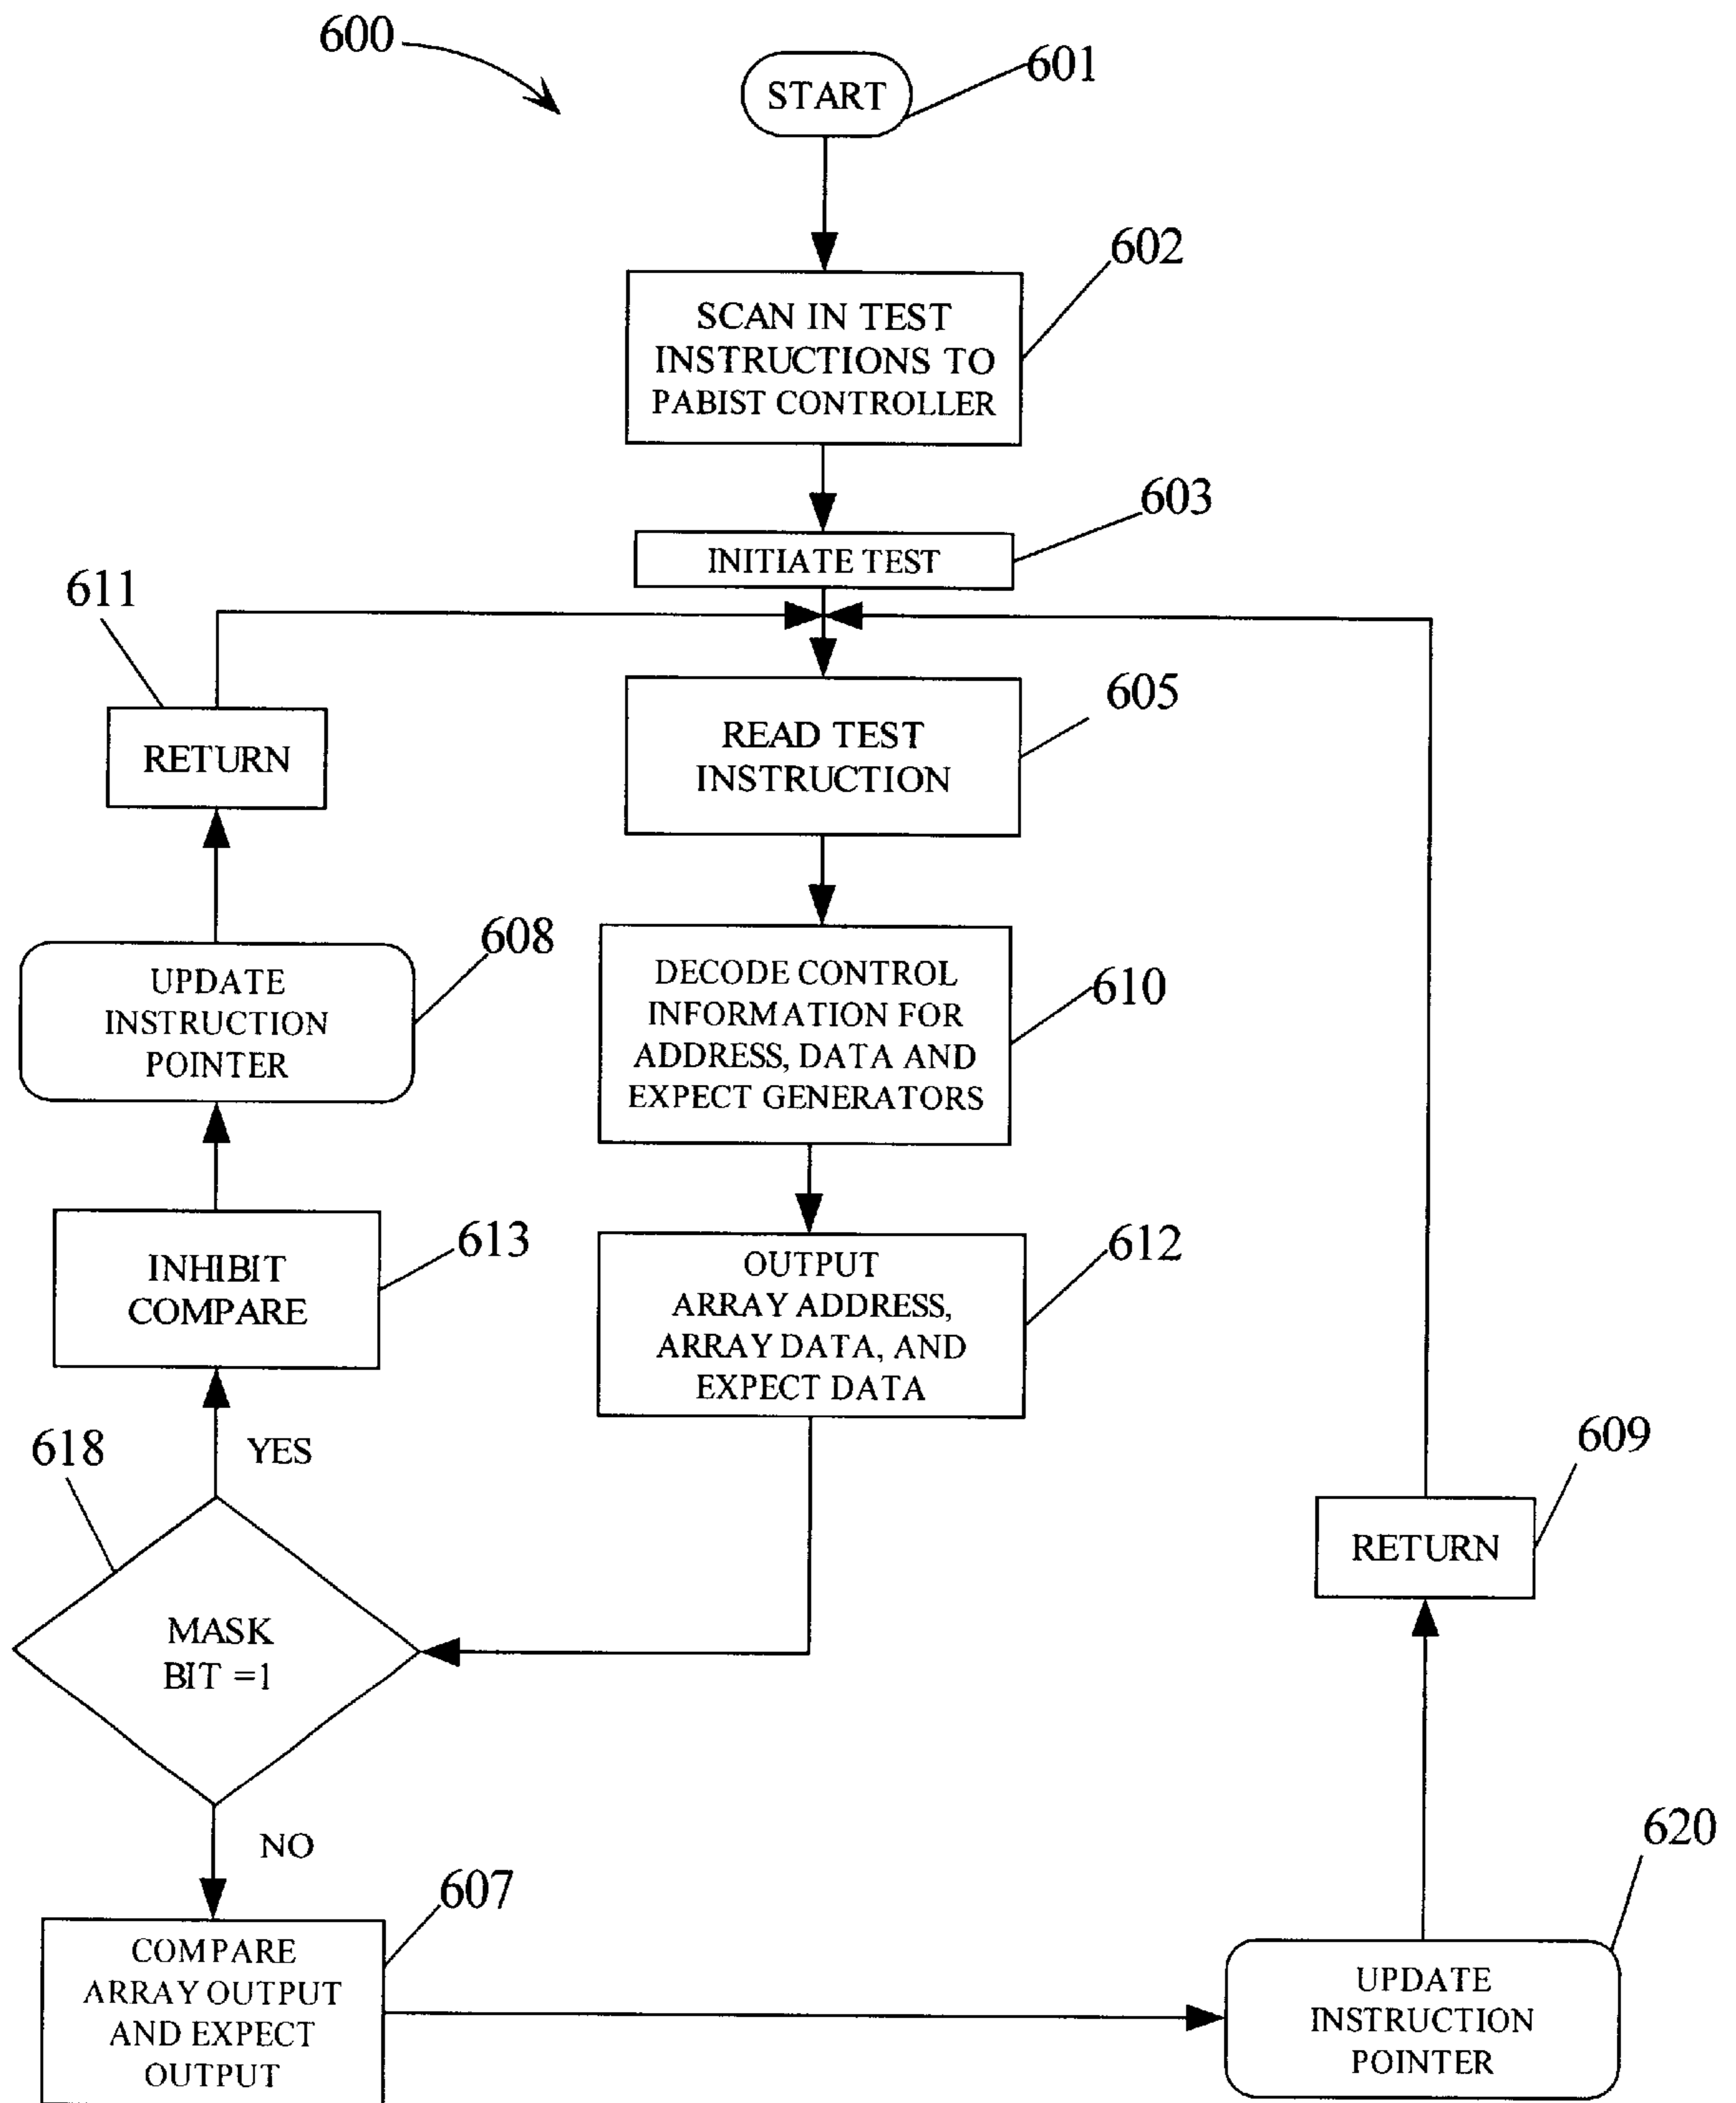 600
START
601
602
SCAN IN TEST
INSTRUCTIONS TO
PABIST CONTROLLER
603
INITIATE TEST
611
RETURN
605
READ TEST
INSTRUCTION
608
UPDATE
INSTRUCTION
POINTER
610
DECODE CONTROL
INFORMATION FOR
ADDRESS, DATA AND
EXPECT GENERATORS
613
INHIBIT
COMPARE
612
OUTPUT
ARRAY ADDRESS,
ARRAY DATA, AND
EXPECT DATA
618
YES
609
RETURN
MASK
BIT =1
NO
607
COMPARE
ARRAY OUTPUT
AND EXPECT
OUTPUT
620
UPDATE
INSTRUCTION
POINTER